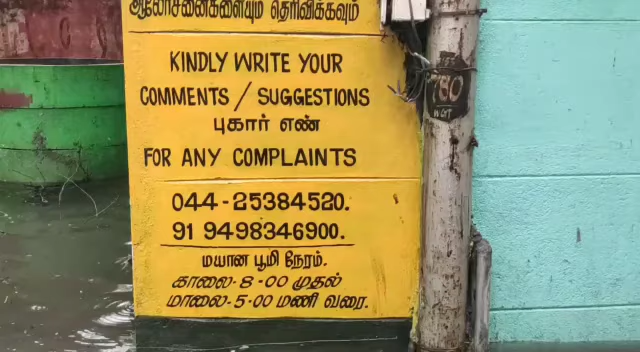 ஆலோசனைகளையும் தெரிவிக்கவும்
KINDLY WRITE YOUR
COMMENTS / SUGGESTIONS
புகார் எண்
FOR ANY COMPLAINTS
044-25384520.
91 9498346900.
மயான பூமி நேரம்.
காலை-8-00 முதல்
மாலை-5-00 மணி வரை.
760